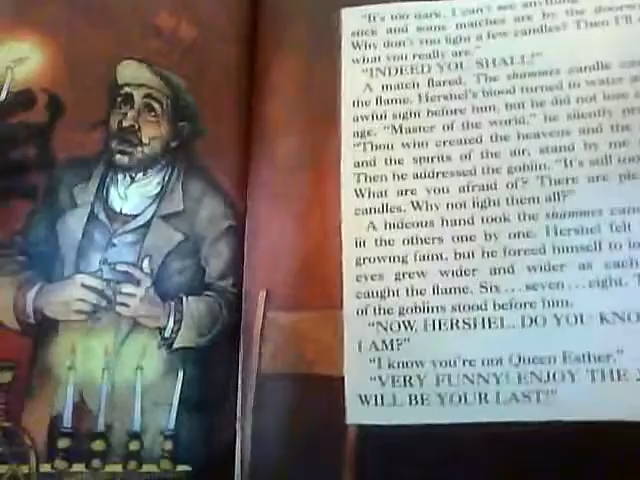 "It's too dark. I can't see anything
stick and some matches are by the
Why don't you light a few candles? Then I'll
what you really are."
"INDEED YOU SHALL!"
A match flared. The shammes candle
the flame. Hershel's blood turned to water
awful sight before him, but he did not lose
age. "Master of the world," he silently
"Thou who created the heavens and the
and the spirits of the air, stand by me
Then he addressed the goblin. "It's still too
What are you afraid of? There are
candles. Why not light them all?"
A hideous hand took the shammes
lit the others one by one. Hershel felt
growing faint, but he forced himself to
eyes grew wider and wider as each
caught the flame. Six...seven...eight.
of the goblins stood before him.
"NOW, HERSHEL, DO YOU KNO
I AM?"
"I know you're not Queen Esther."
"VERY FUNNY! ENJOY THE
WILL BE YOUR LAST!"